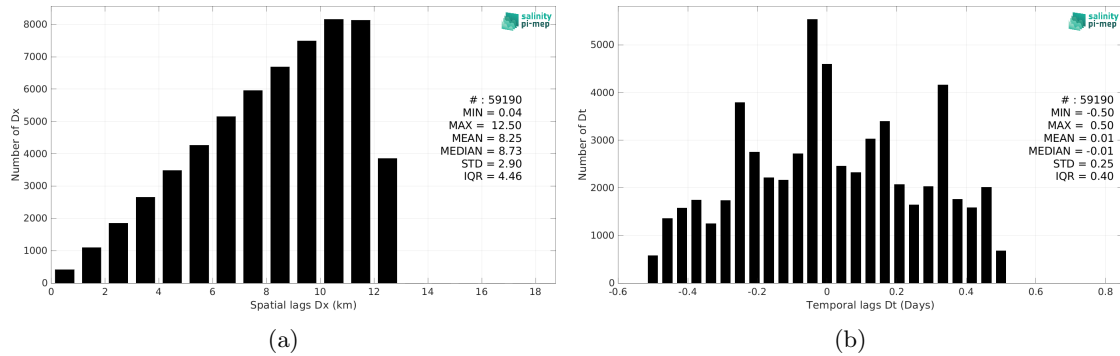 8000
7000
6000
5000
4000
3000
2000
1000
0
Number of Dx
0 2 4 6 8 10 12 14 16 18
Spatial lags Dx (km)
salinity
pi-mep
# : 59190
MIN = 0.04
MAX = 12.50
MEAN = 8.25
MEDIAN = 8.73
STD = 2.90
IQR = 4.46
(a)
5000
4000
3000
2000
1000
0
Number of Dt
-0.6 -0.4 -0.2 0 0.2 0.4 0.6 0.8
Temporal lags Dt (Days)
salinity
pi-mep
# : 59190
MIN = -0.50
MAX = 0.50
MEAN = 0.01
MEDIAN = -0.01
STD = 0.25
IQR = 0.40
(b)